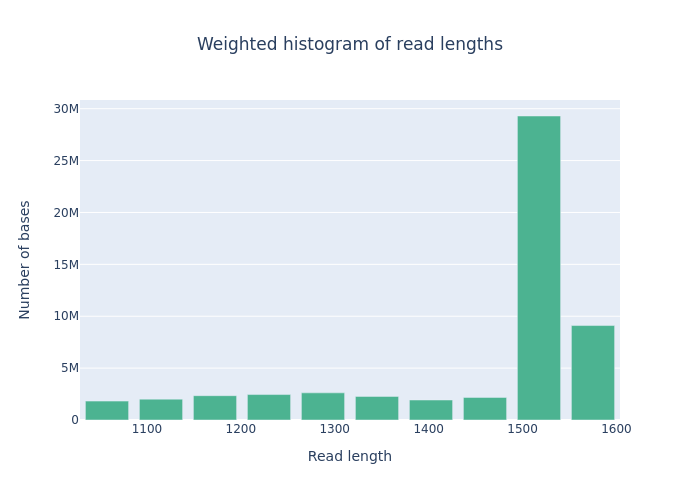 Weighted histogram of read lengths
30M
25M
20M
15M
10M
5M
0
Number of bases
1100 1200 1300 1400 1500 1600
Read length